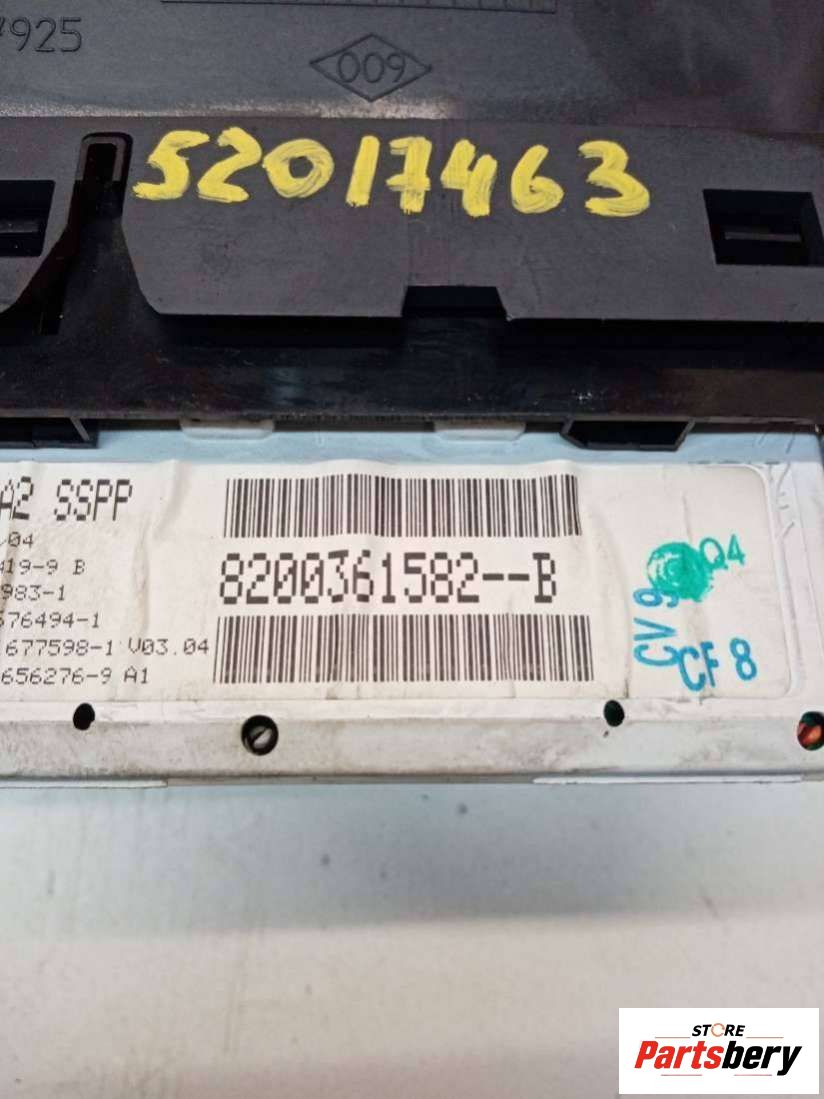 925
009
52017463
A2 SSPP
/04
419-9 B
983-1
676494-1
677598-1 V03.04
656276-9 A1
8200361582--B
Q4
CV 9
CF 8
STORE
Partsbery